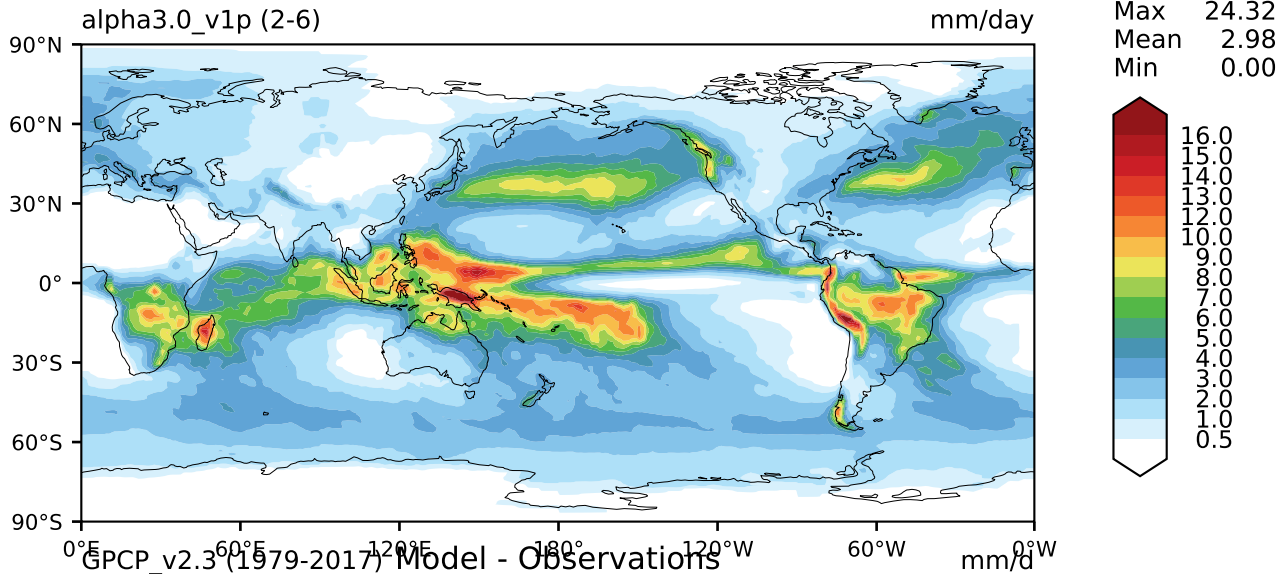 alpha3.0_v1p (2-6) mm/day
Max 24.32
Mean 2.98
Min 0.00
90°N
60°N
30°N
0°
30°S
60°S
90°S
16.0
15.0
14.0
13.0
12.0
10.0
9.0
8.0
7.0
6.0
5.0
4.0
3.0
2.0
1.0
0.5
0°E 60°E 120°E 180° 120°W 60°W 0°W
GPCP_v2.3 (1979-2017) Model - Observations mm/d